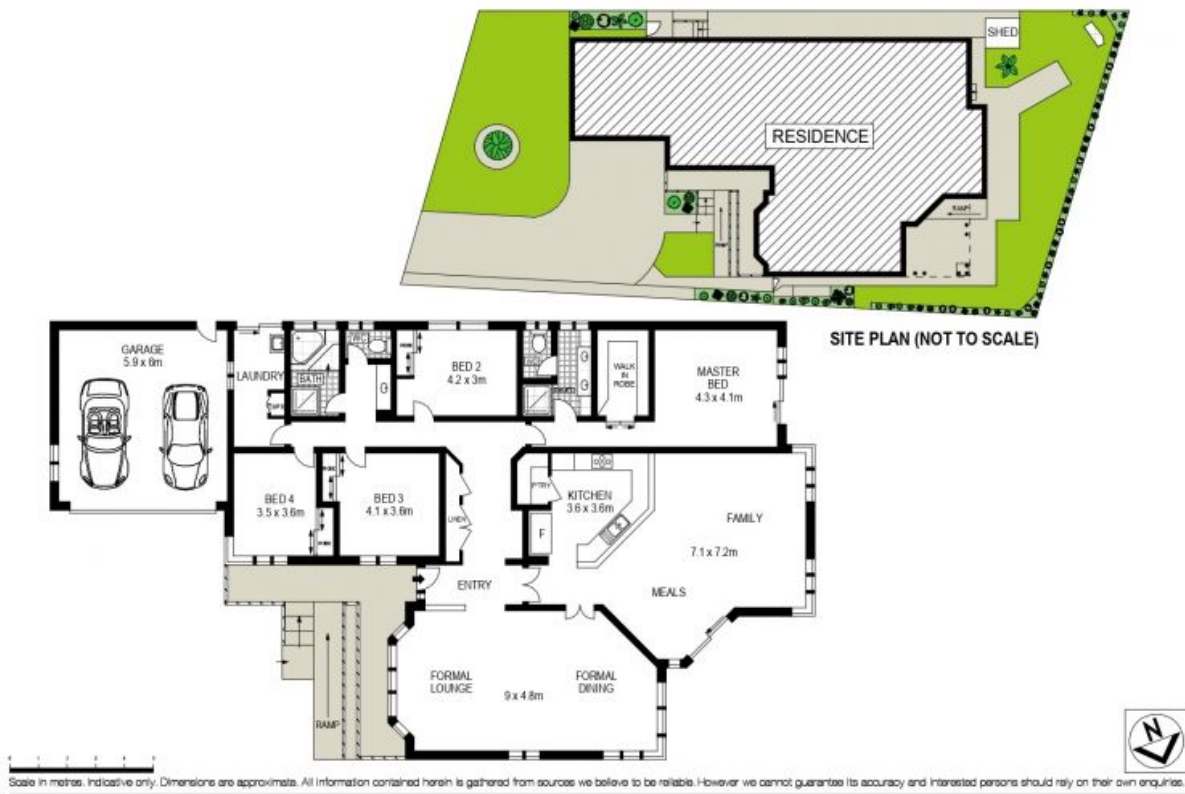 SHED
RESIDENCE
RAMP
RAMP
SITE PLAN (NOT TO SCALE)
GARAGE
5.9 x 6m
LAUNDRY
BATH
WC
BED 2
4.2 x 3m
WC
WALK
IN
ROBE
MASTER
BED
4.3 x 4.1m
BED 4
3.5 x 3.6m
BED 3
4.1 x 3.6m
LINEN
PTRY
F
KITCHEN
3.6 x 3.6m
FAMILY
7.1 x 7.2m
MEALS
ENTRY
FORMAL
LOUNGE
9 x 4.8m
FORMAL
DINING
RAMP
N
Scale in metres. Indicative only. Dimensions are approximate. All information contained herein is gathered from sources we believe to be reliable. However we cannot guarantee its accuracy and interested persons should rely on their own enquiries.